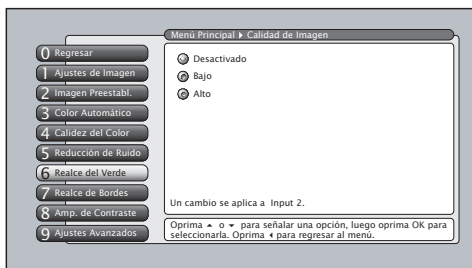 Menú Principal ▸ Calidad de Imagen
0 Regresar
1 Ajustes de Imagen
2 Imagen Preestabl.
3 Color Automático
4 Calidez del Color
5 Reducción de Ruido
6 Realce del Verde
7 Realce de Bordes
8 Amp. de Contraste
9 Ajustes Avanzados
Desactivado
Bajo
Alto
Un cambio se aplica a Input 2.
Oprima ▴ o ▾ para señalar una opción, luego oprima OK para
seleccionarla. Oprima ◂ para regresar al menú.